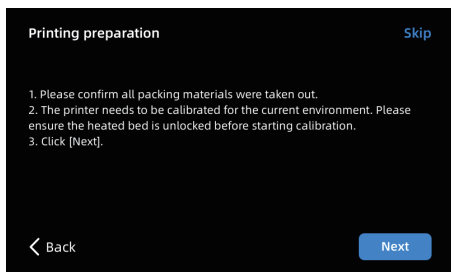 Printing preparation
Skip
1. Please confirm all packing materials were taken out.
2. The printer needs to be calibrated for the current environment. Please
ensure the heated bed is unlocked before starting calibration.
3. Click [Next].
Back
Next